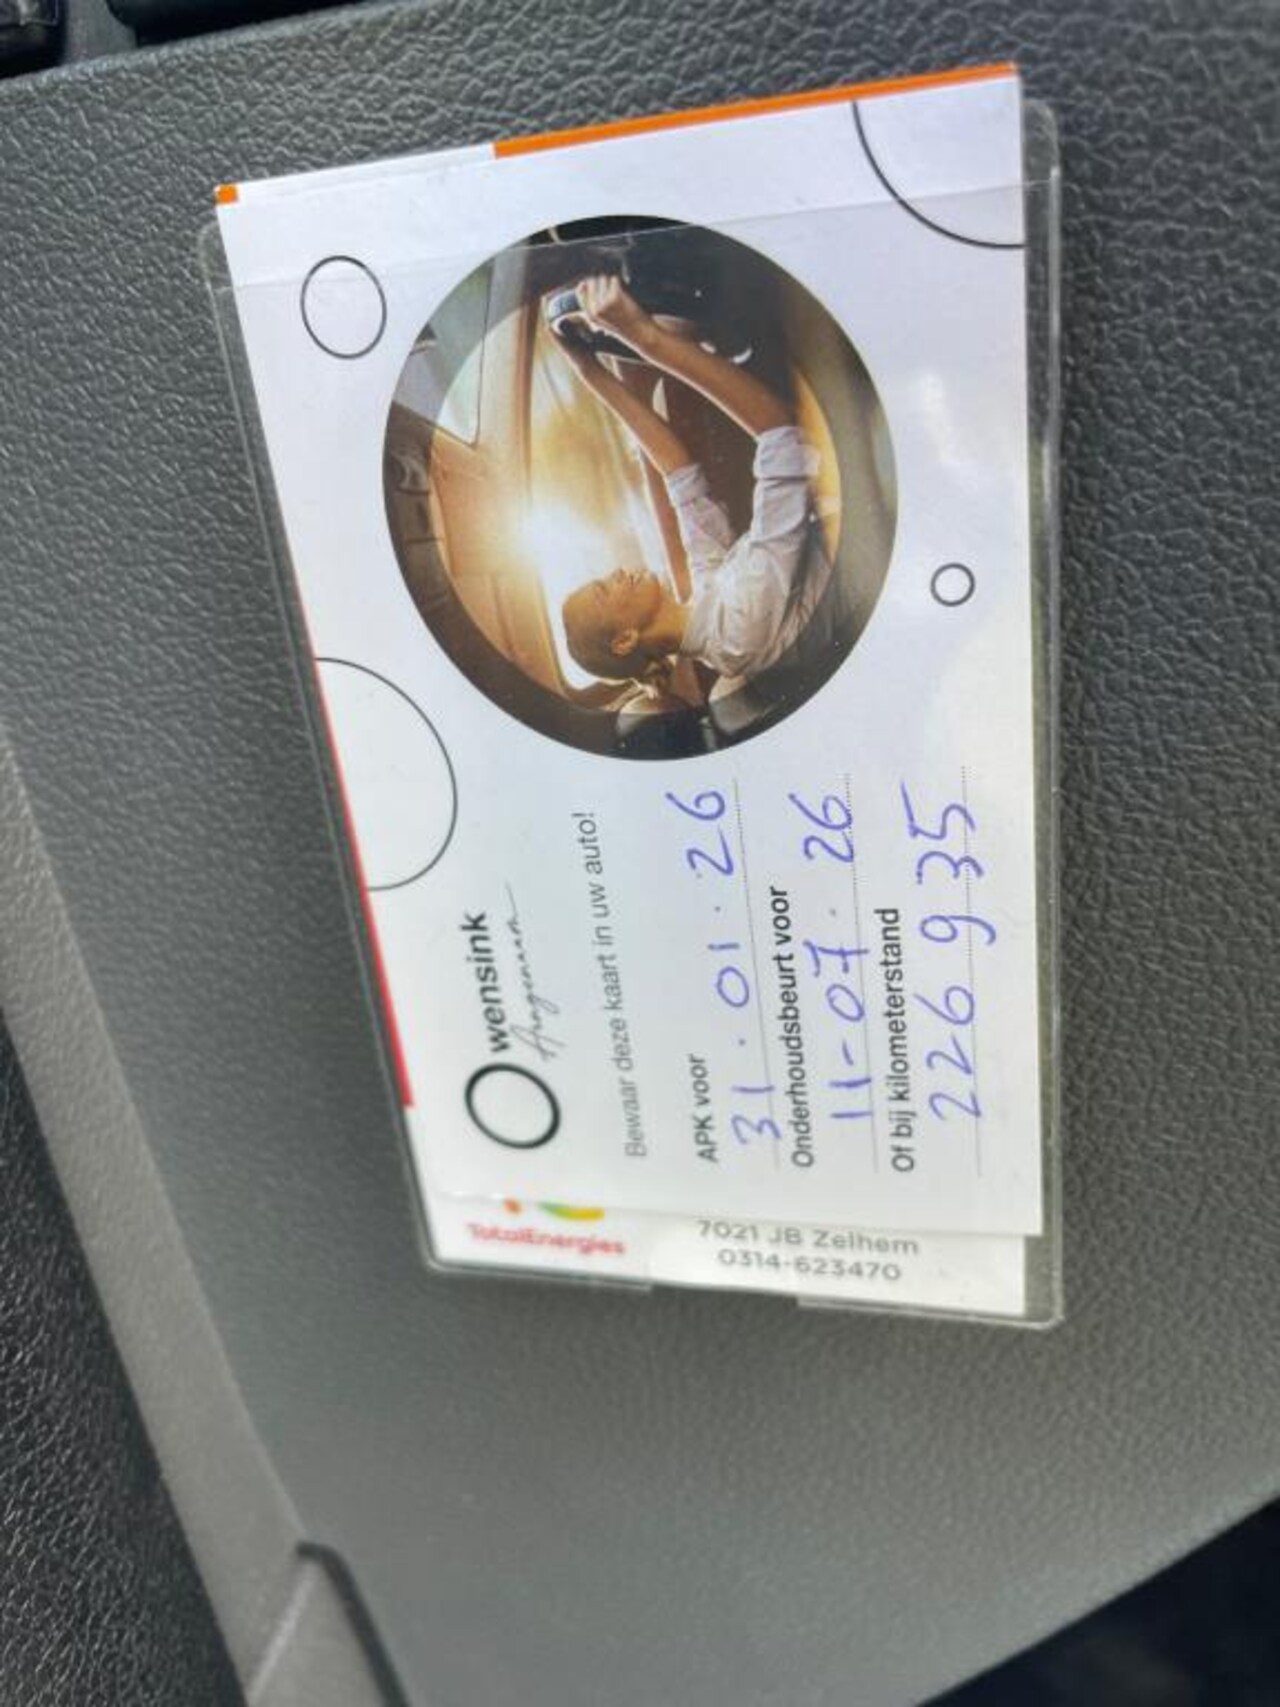 wensink
Aangenaam
Bewaar deze kaart in uw auto!
APK voor
31.01.26
Onderhoudsbeurt voor
11-07.26
Of bij kilometerstand
226935
TotalEnergies
7021 JB Zelhem
0314-623470